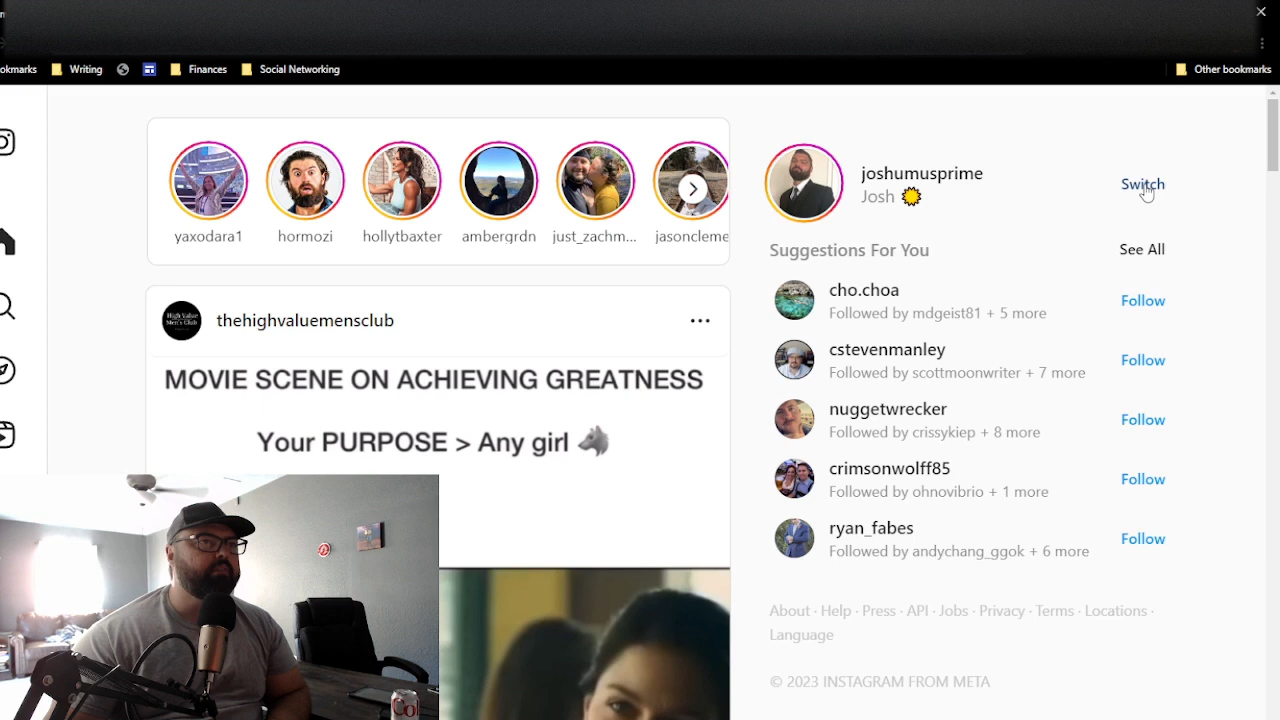 okmarks Writing Finances Social Networking Other bookmarks
yaxodara1 hormozi hollytbaxter ambergrdn just_zachm... jasoncleme
joshumusprime
Josh
Switch
Suggestions For You See All
cho.choa
Followed by mdgeist81 + 5 more
Follow
cstevenmanley
Followed by scottmoonwriter + 7 more
Follow
nuggetwrecker
Followed by crissykiep + 8 more
Follow
crimsonwolff85
Followed by ohnovibrio + 1 more
Follow
ryan_fabes
Followed by andychang_ggok + 6 more
Follow
About · Help · Press · API · Jobs · Privacy · Terms · Locations ·
Language
© 2023 INSTAGRAM FROM META
High Value
Men's Club
thehighvaluemensclub
MOVIE SCENE ON ACHIEVING GREATNESS
Your PURPOSE > Any girl